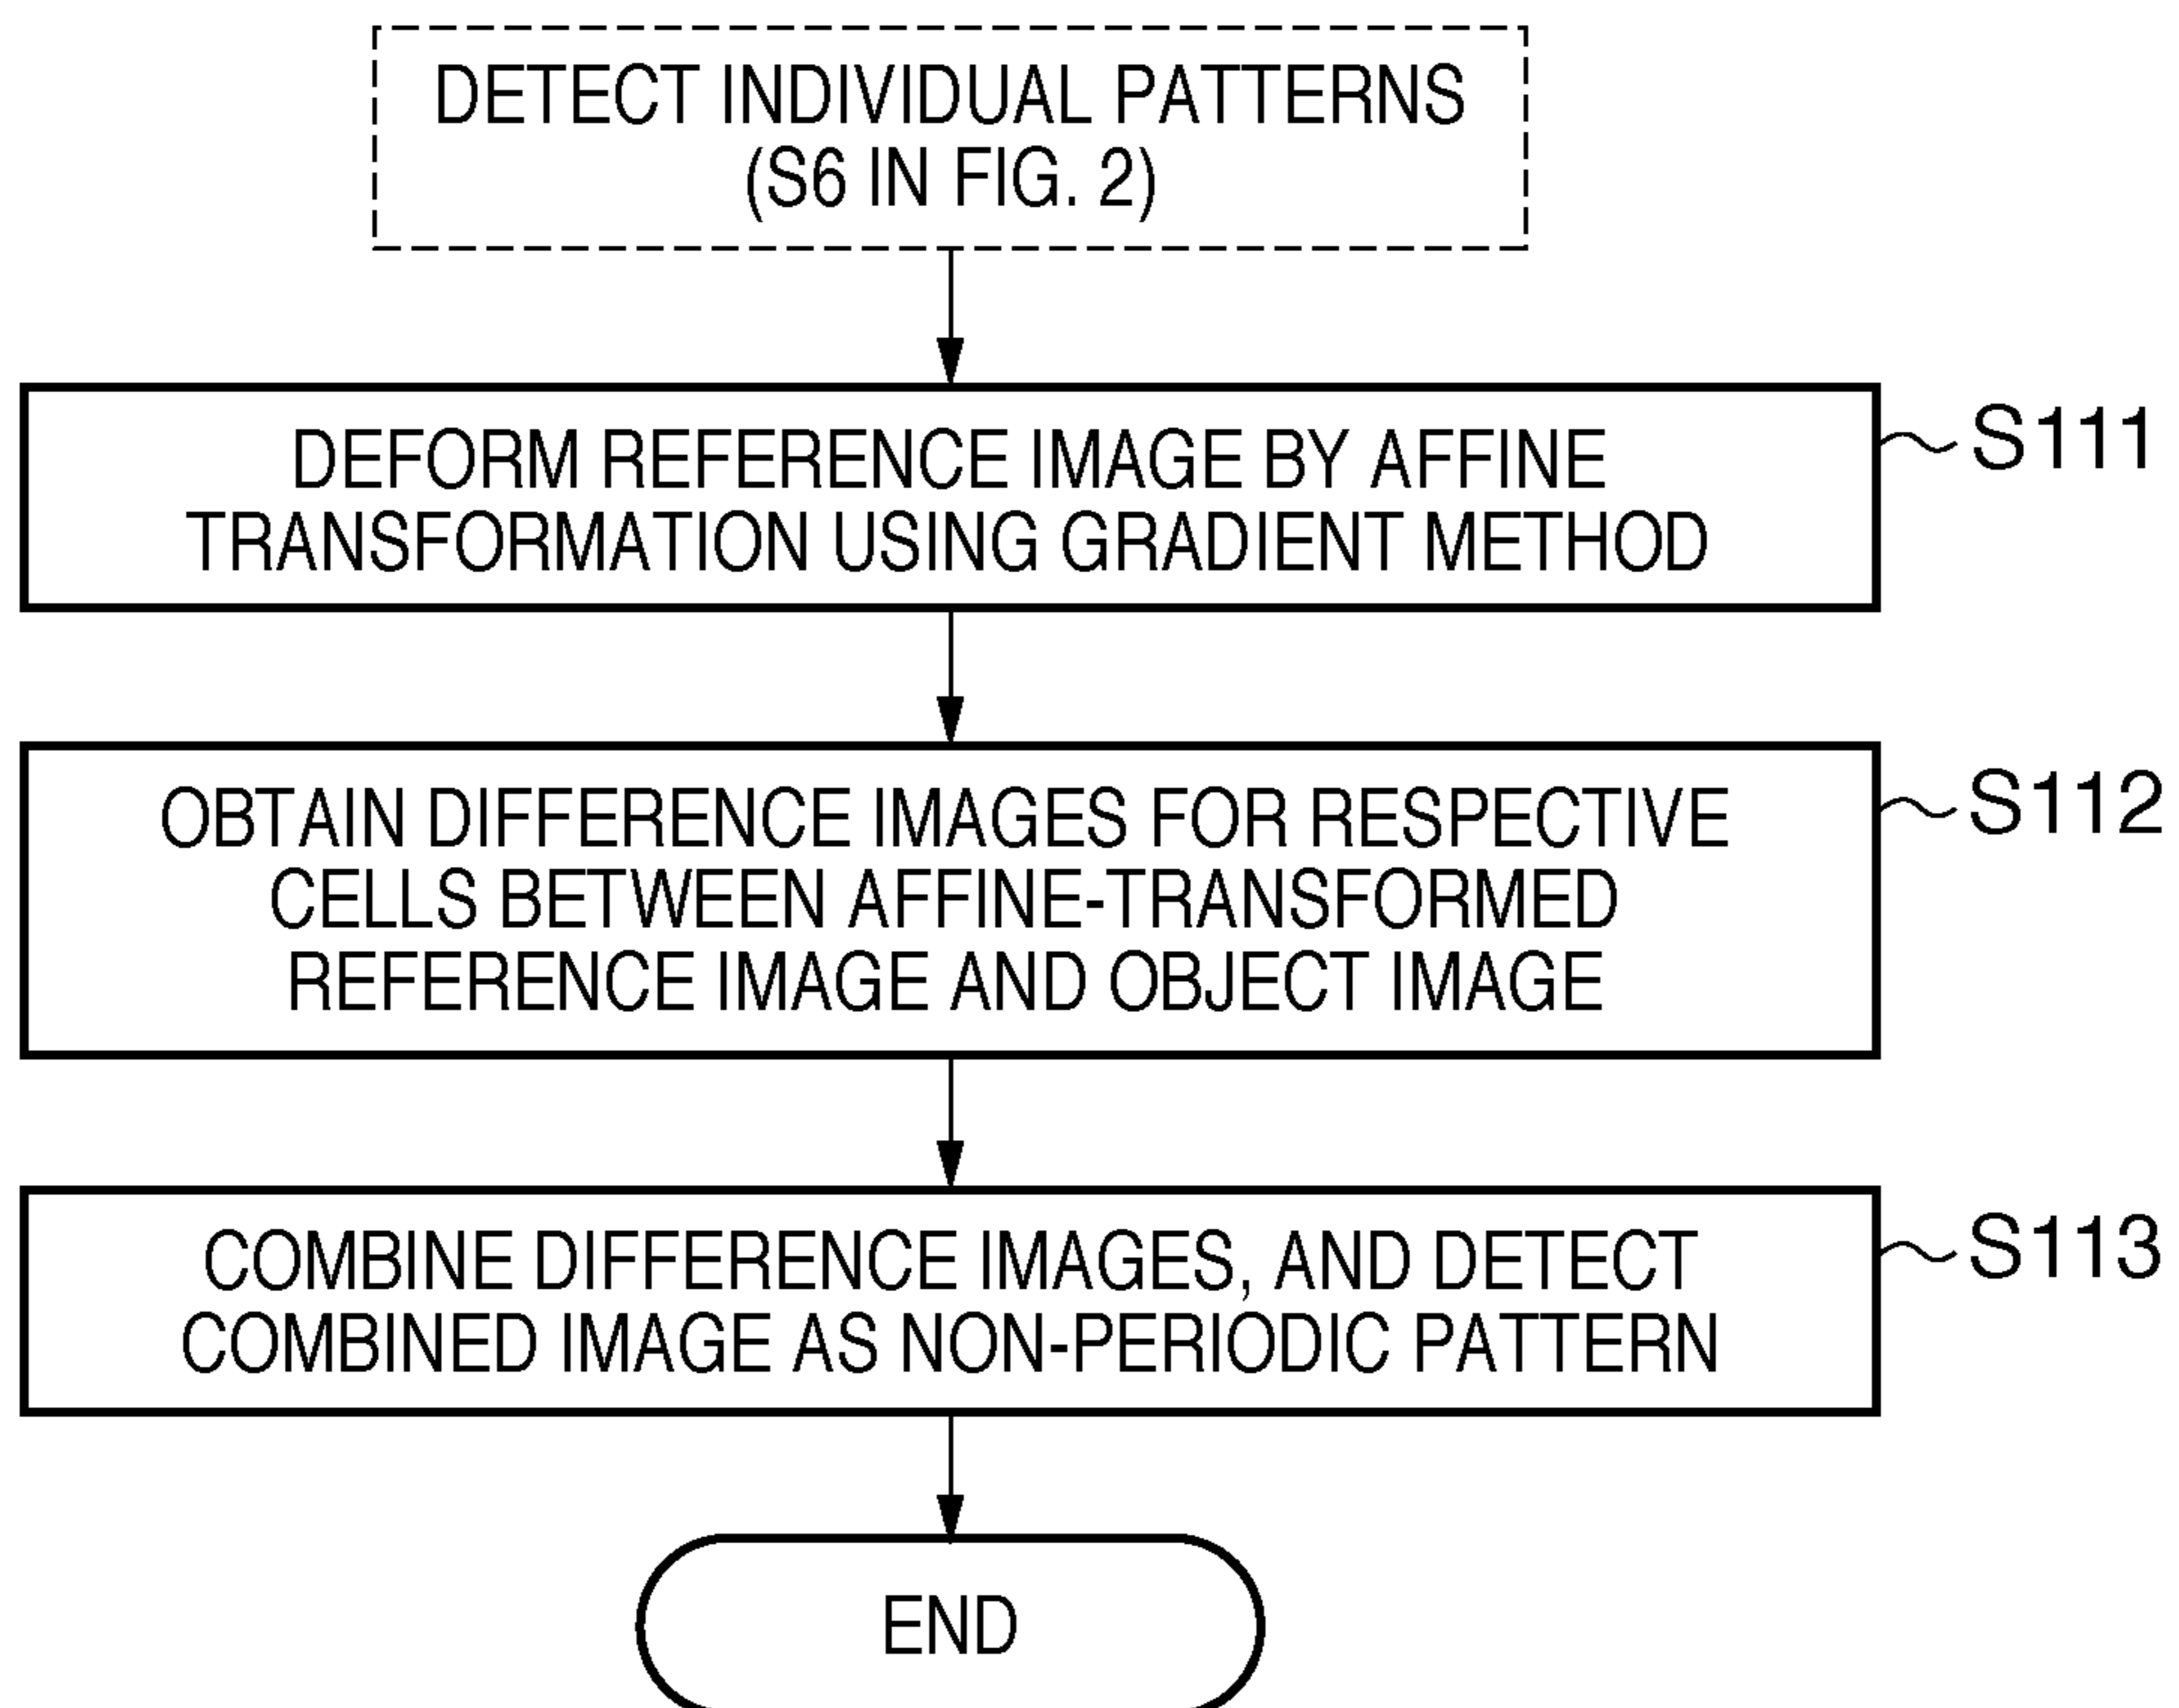 DETECT INDIVIDUAL PATTERNS
(S6 IN FIG. 2)
DEFORM REFERENCE IMAGE BY AFFINE
TRANSFORMATION USING GRADIENT METHOD
S111
OBTAIN DIFFERENCE IMAGES FOR RESPECTIVE
CELLS BETWEEN AFFINE-TRANSFORMED
REFERENCE IMAGE AND OBJECT IMAGE
S112
COMBINE DIFFERENCE IMAGES, AND DETECT
COMBINED IMAGE AS NON-PERIODIC PATTERN
S113
END